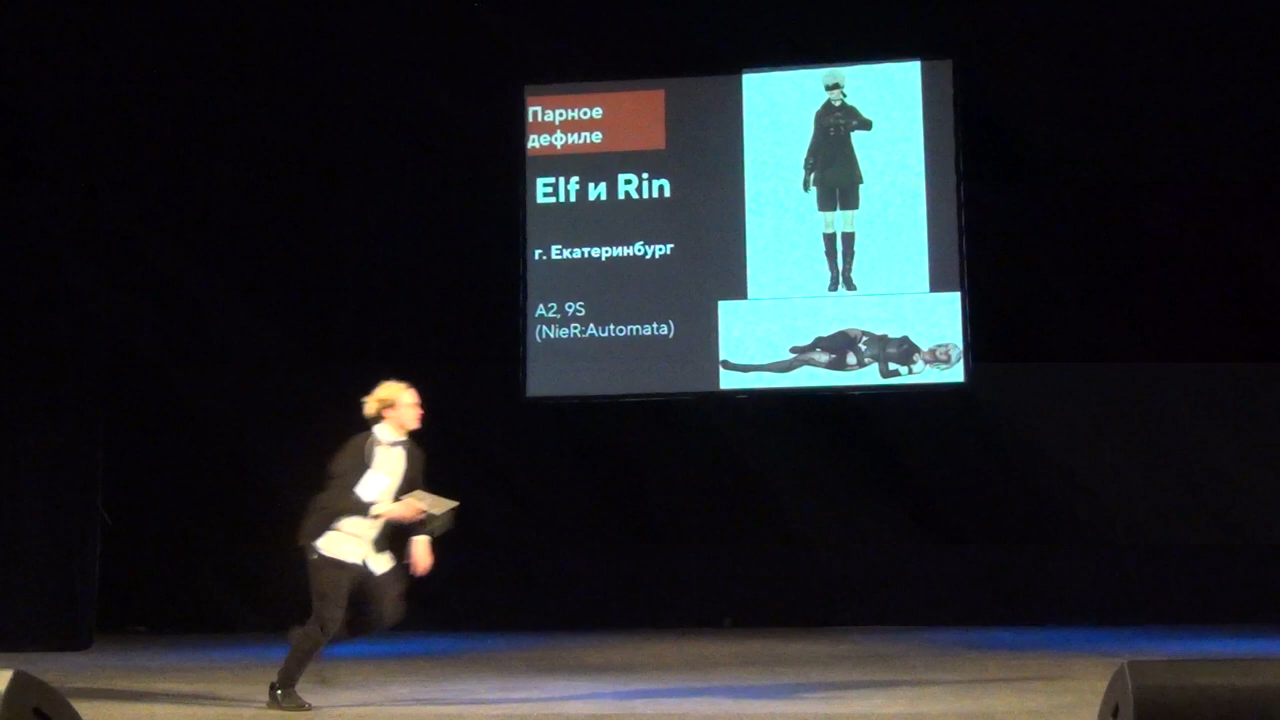 Парное
дефиле
Elf и Rin
г. Екатеринбург
A2, 9S
(NieR:Automata)